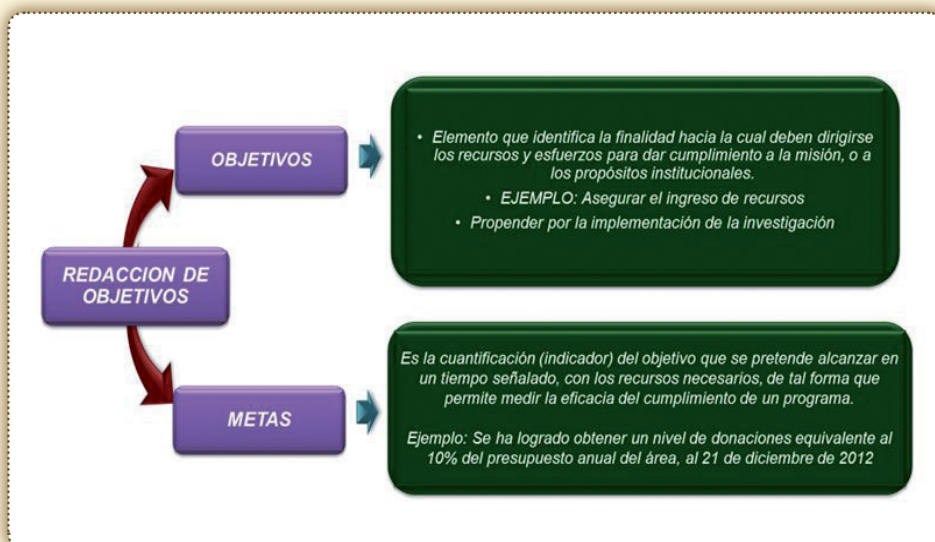 OBJETIVOS
• Elemento que identifica la finalidad hacia la cual deben dirigirse
los recursos y esfuerzos para dar cumplimiento a la misión, o a
los propósitos institucionales.
• EJEMPLO: Asegurar el ingreso de recursos
• Propender por la implementación de la investigación
REDACCION DE
OBJETIVOS
METAS
Es la cuantificación (indicador) del objetivo que se pretende alcanzar en
un tiempo señalado, con los recursos necesarios, de tal forma que
permite medir la eficacia del cumplimiento de un programa.
Ejemplo: Se ha logrado obtener un nivel de donaciones equivalente al
10% del presupuesto anual del área, al 21 de diciembre de 2012